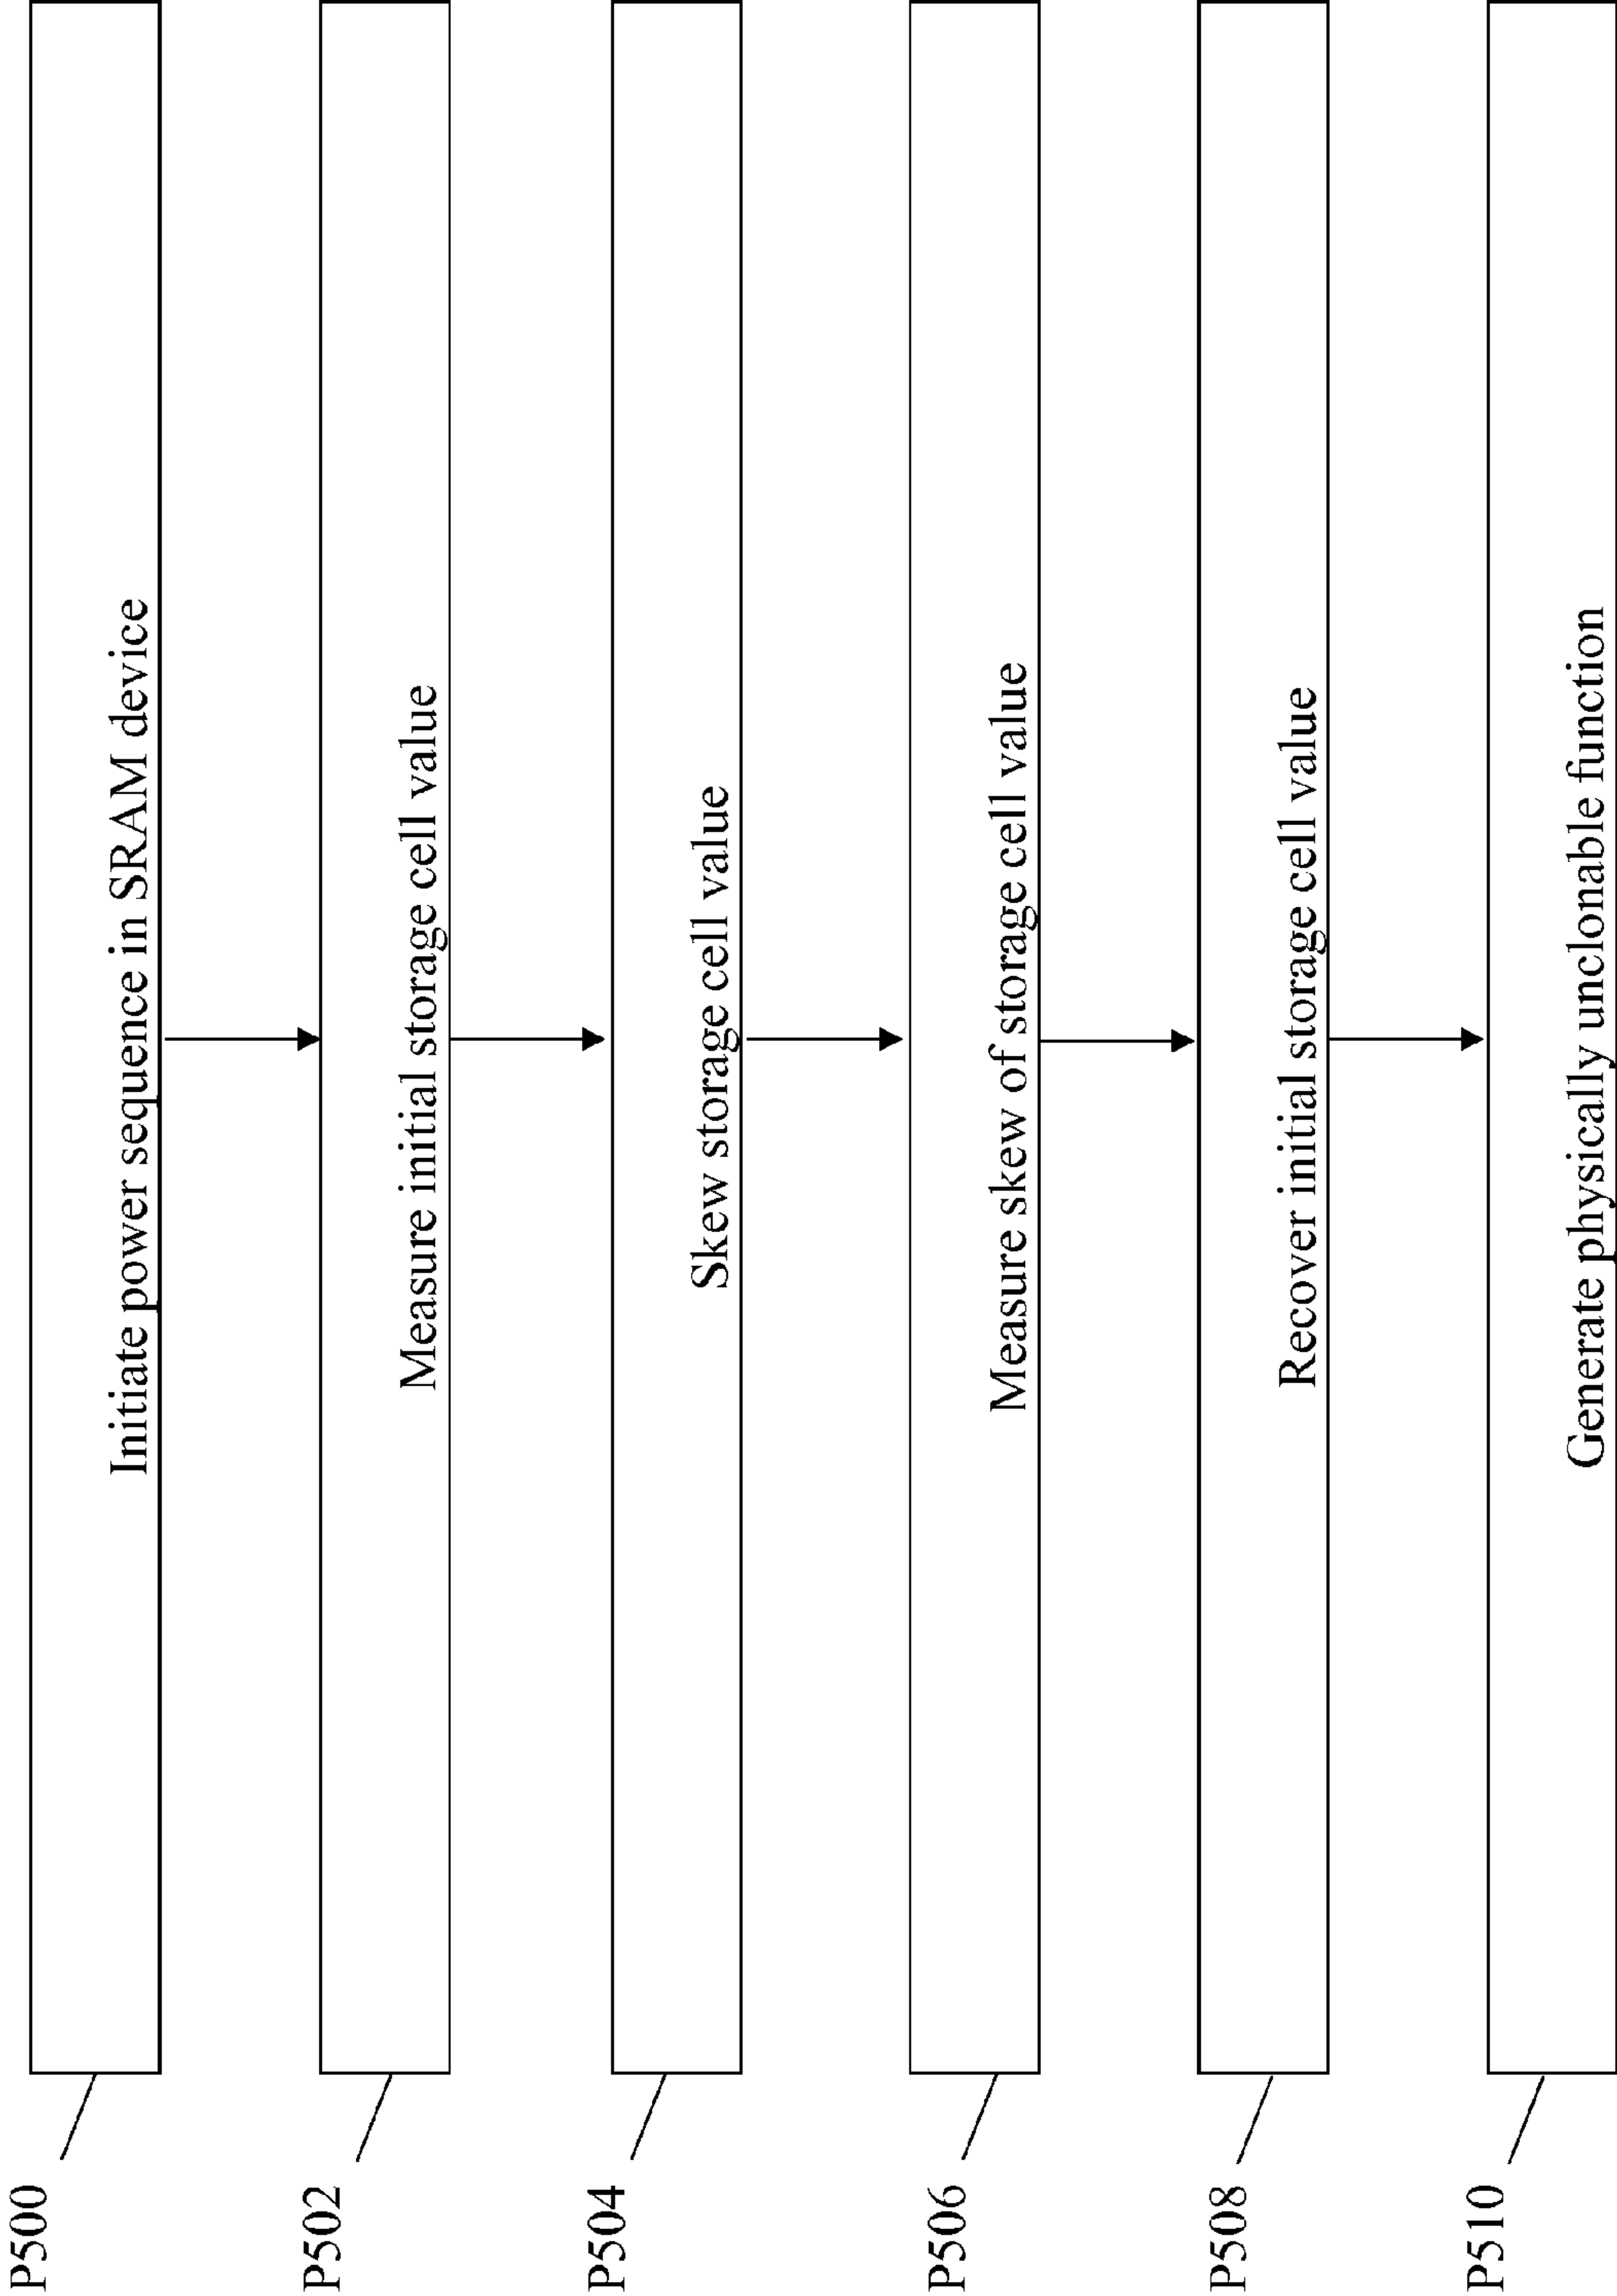 P500
Initiate power sequence in SRAM device
P502
Measure initial storage cell value
P504
Skew storage cell value
P506
Measure skew of storage cell value
P508
Recover initial storage cell value
P510
Generate physically unclonable function